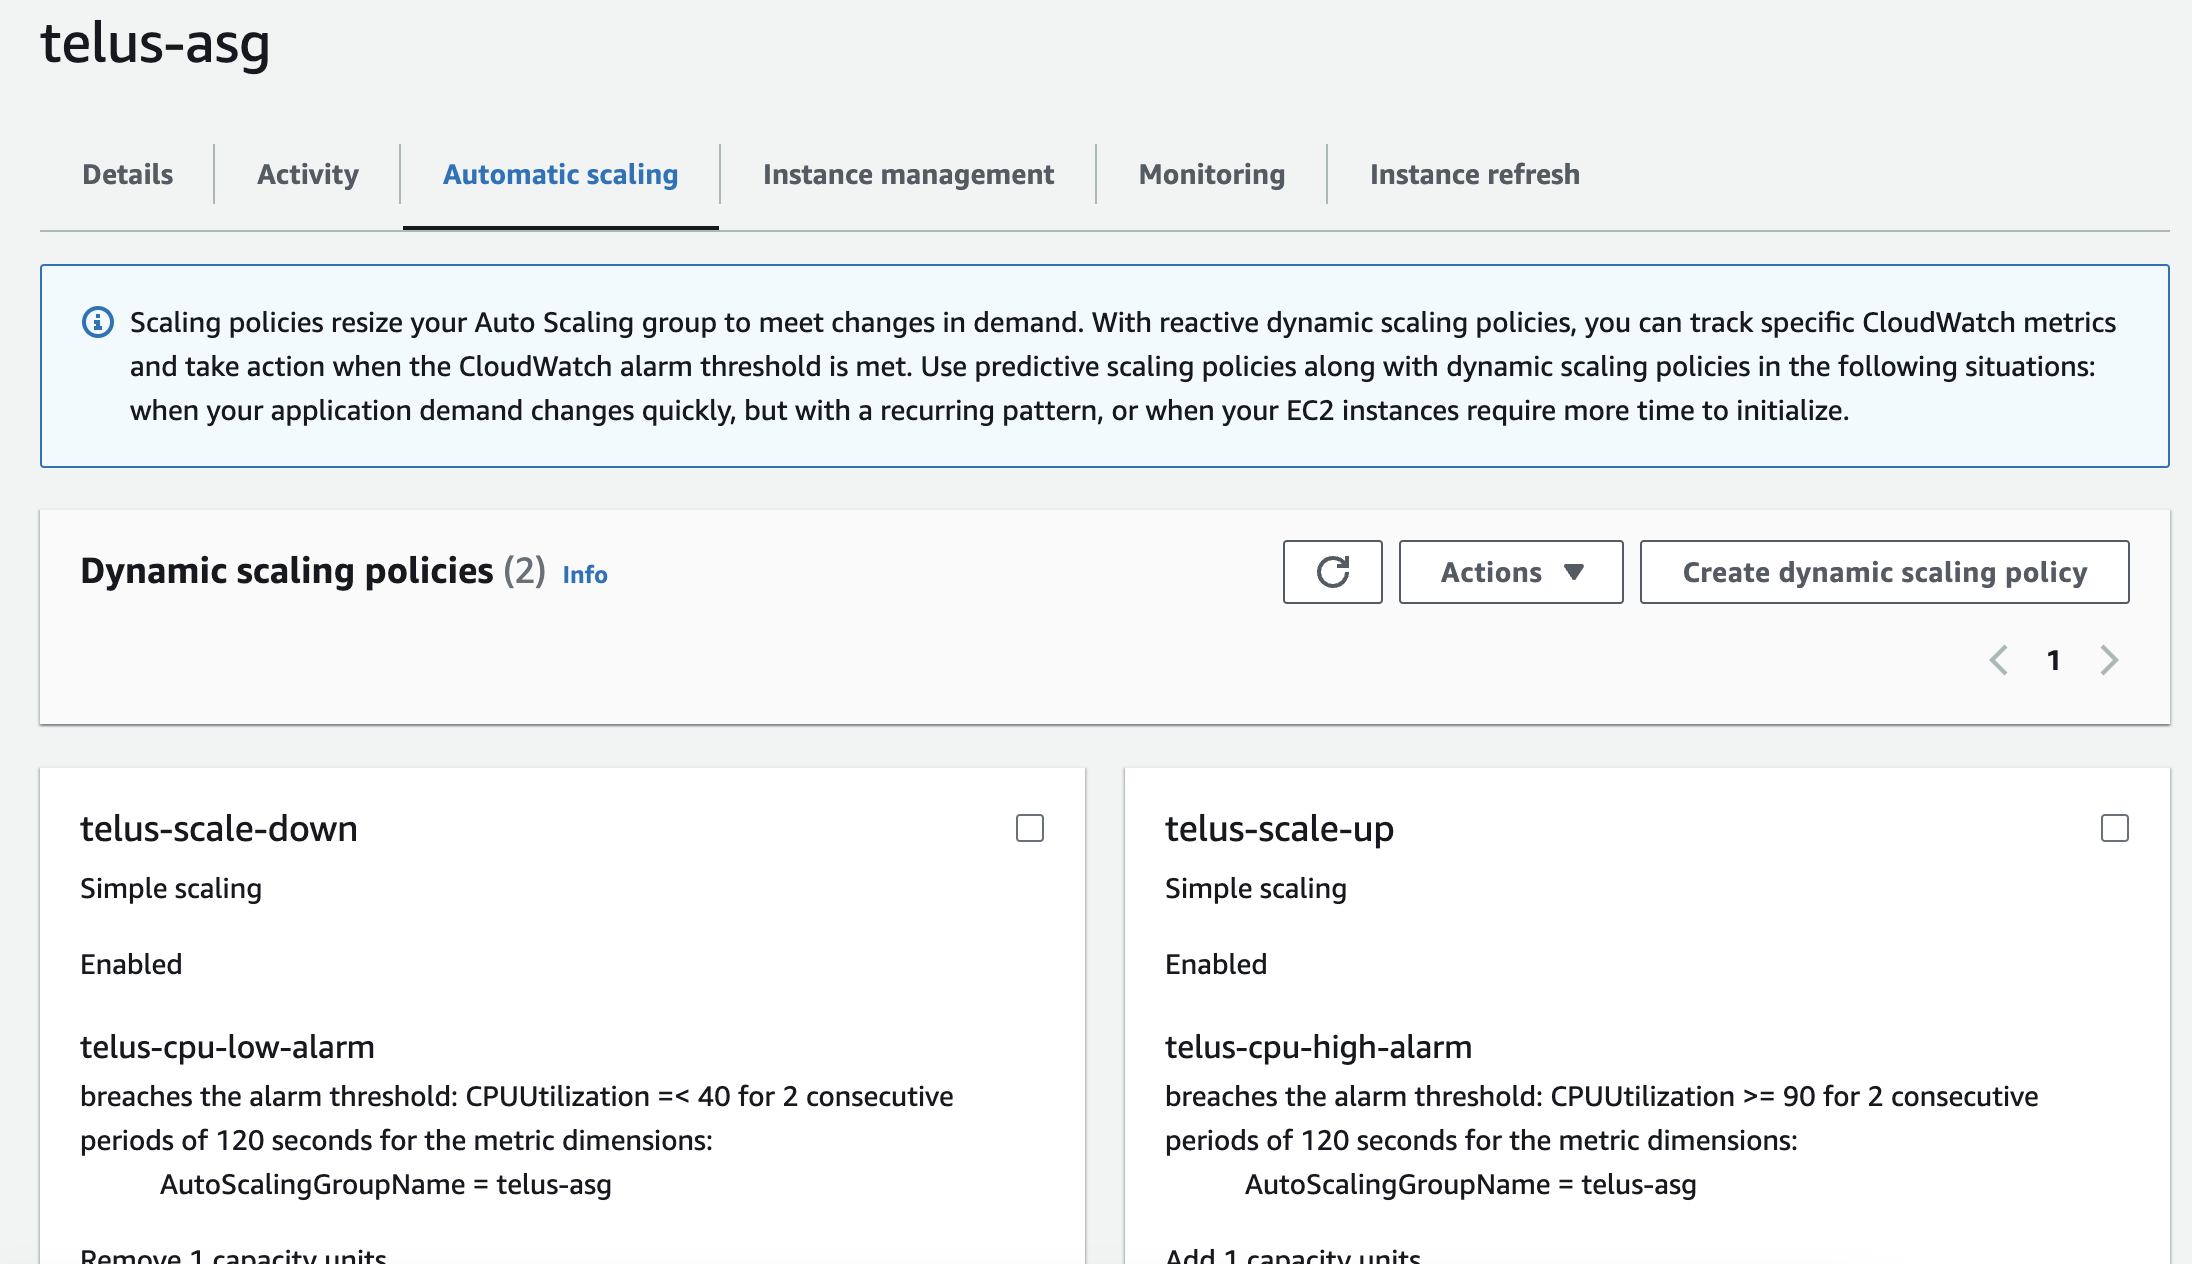 telus-asg
Details
Activity
Automatic scaling
Instance management
Monitoring
Instance refresh
Scaling policies resize your Auto Scaling group to meet changes in demand. With reactive dynamic scaling policies, you can track specific CloudWatch metrics
and take action when the CloudWatch alarm threshold is met. Use predictive scaling policies along with dynamic scaling policies in the following situations:
when your application demand changes quickly, but with a recurring pattern, or when your EC2 instances require more time to initialize.
Dynamic scaling policies (2) Info
Actions
Create dynamic scaling policy
1
telus-scale-down
Simple scaling
Enabled
telus-cpu-low-alarm
breaches the alarm threshold: CPUUtilization =< 40 for 2 consecutive
periods of 120 seconds for the metric dimensions:
AutoScalingGroupName = telus-asg
Remove 1 capacity units
telus-scale-up
Simple scaling
Enabled
telus-cpu-high-alarm
breaches the alarm threshold: CPUUtilization >= 90 for 2 consecutive
periods of 120 seconds for the metric dimensions:
AutoScalingGroupName = telus-asg
Add 1 capacity units